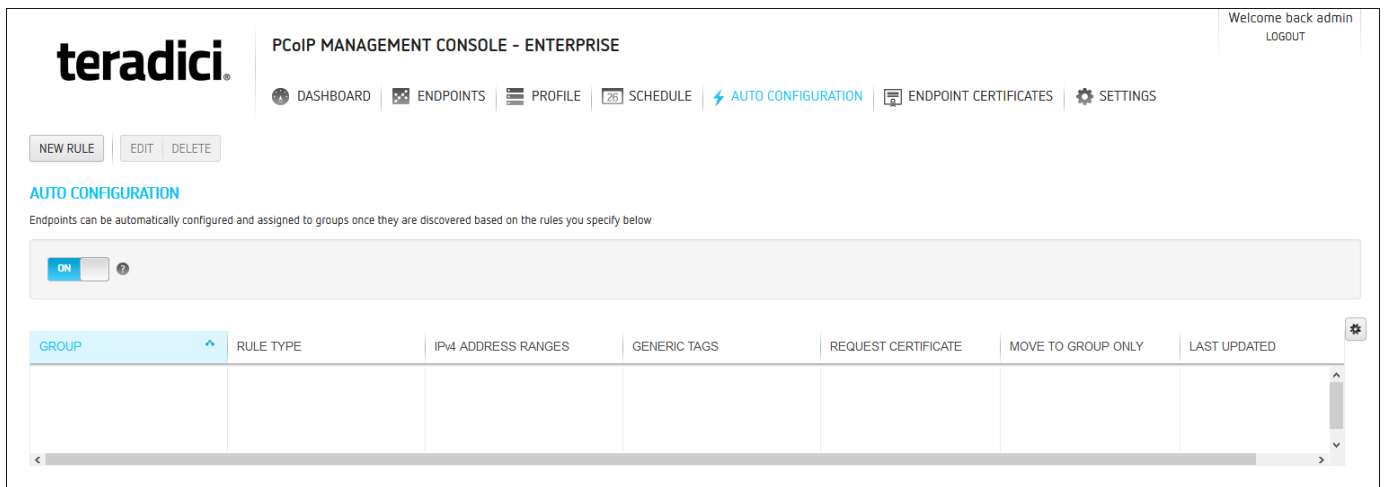 Welcome back admin
LOGOUT
teradici®
PCoIP MANAGEMENT CONSOLE - ENTERPRISE
DASHBOARD ENDPOINTS PROFILE 26 SCHEDULE AUTO CONFIGURATION ENDPOINT CERTIFICATES SETTINGS
NEW RULE EDIT DELETE
AUTO CONFIGURATION
Endpoints can be automatically configured and assigned to groups once they are discovered based on the rules you specify below
ON ?
GROUP RULE TYPE IPv4 ADDRESS RANGES GENERIC TAGS REQUEST CERTIFICATE MOVE TO GROUP ONLY LAST UPDATED